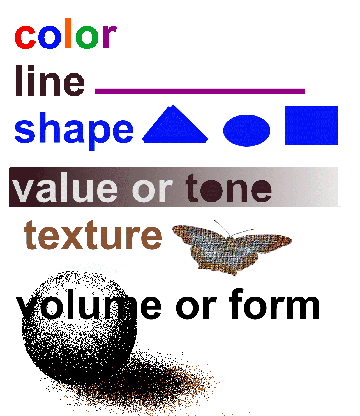 color
line
shape
value or tone
texture
volume or form